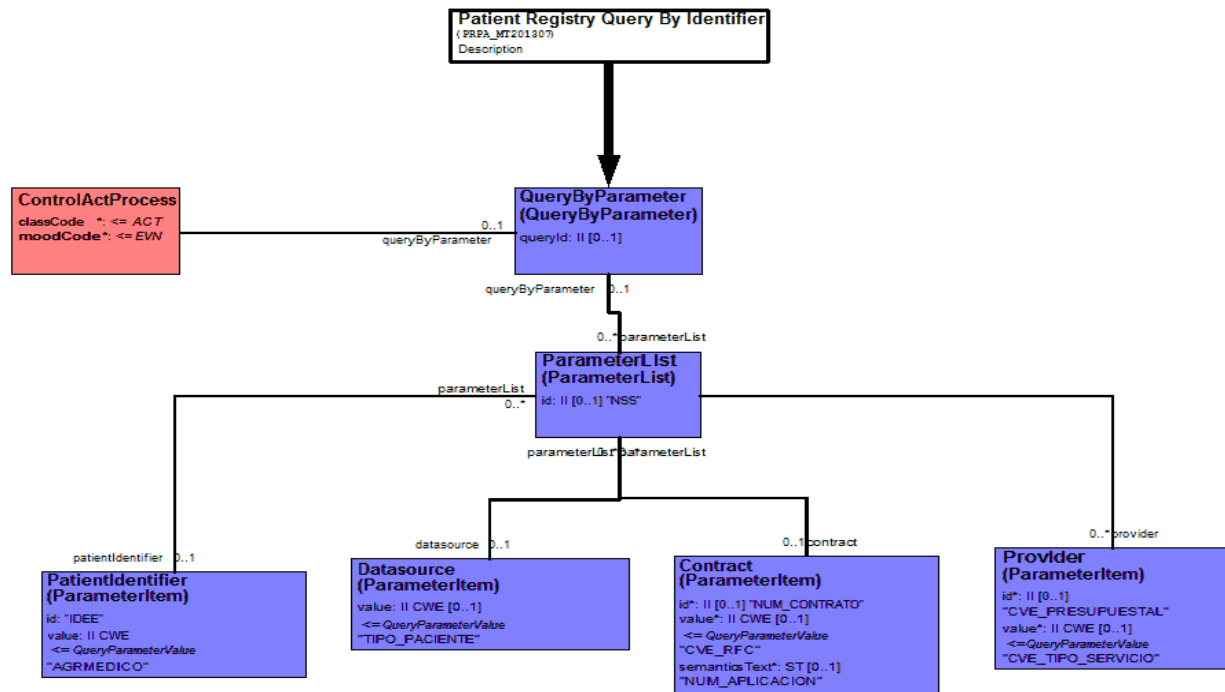 Patient Registry Query By Identifier
(PRPA_MT201307)
Description
ControlActProcess
classCode *: <= ACT
moodCode*: <= EVN
0..1
queryByParameter
QueryByParameter
(QueryByParameter)
queryId: II [0..1]
queryByParameter 0..1
0..* parameterList
ParameterList
(ParameterList)
id: II [0..1] "NSS"
parameterList
0..*
parameterList 0..* 0..* parameterList
patientIdentifier 0..1
PatientIdentifier
(ParameterItem)
id: "IDEE"
value: II CWE
<= QueryParameterValue
"AGRMEDICO"
datasource 0..1
Datasource
(ParameterItem)
value: II CWE [0..1]
<= QueryParameterValue
"TIPO_PACIENTE"
0..1 contract
Contract
(ParameterItem)
id*: II [0..1] "NUM_CONTRATO"
value*: II CWE [0..1]
<= QueryParameterValue
"CVE_RFC"
semanticsText*: ST [0..1]
"NUM_APLICACION"
0..* provider
Provider
(ParameterItem)
id*: II [0..1]
"CVE_PRESUPUESTAL"
value*: II CWE [0..1]
<=QueryParameterValue
"CVE_TIPO_SERVICIO"